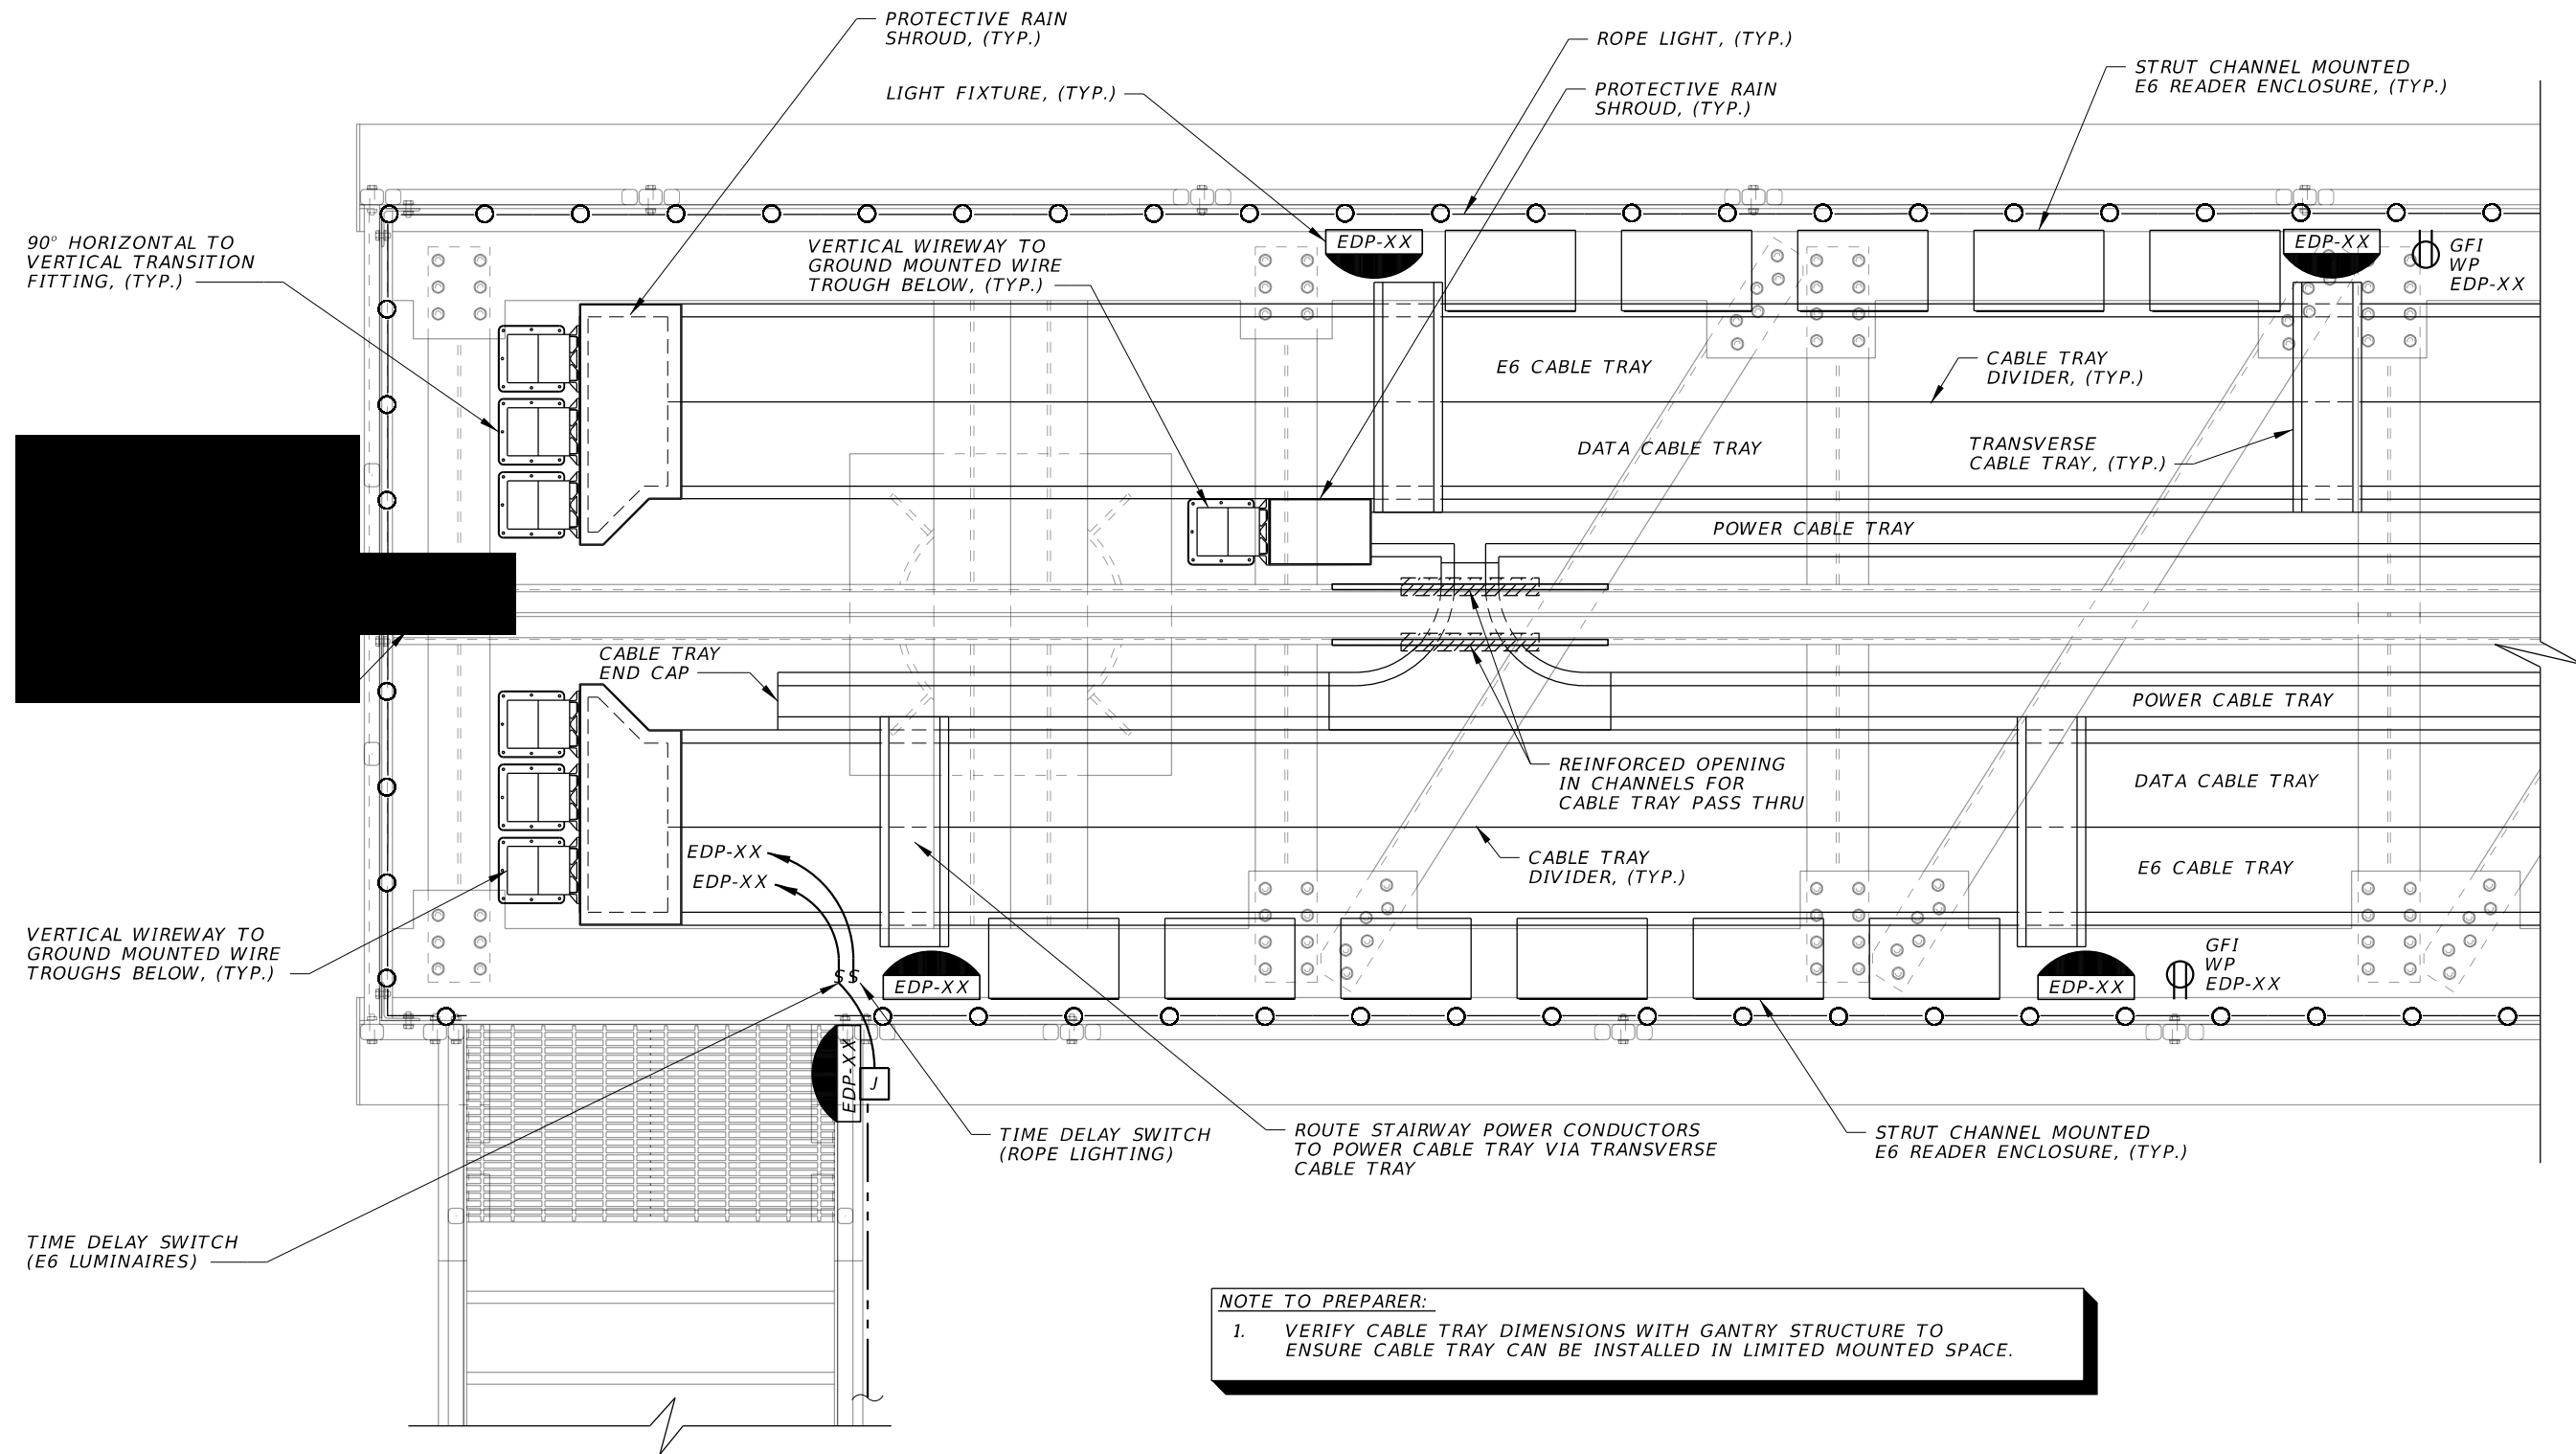 PROTECTIVE RAIN
SHROUD, (TYP.)
LIGHT FIXTURE, (TYP.)
ROPE LIGHT, (TYP.)
PROTECTIVE RAIN
SHROUD, (TYP.)
STRUT CHANNEL MOUNTED
E6 READER ENCLOSURE, (TYP.)
90° HORIZONTAL TO
VERTICAL TRANSITION
FITTING, (TYP.)
VERTICAL WIREWAY TO
GROUND MOUNTED WIRE
TROUGH BELOW, (TYP.)
EDP-XX
EDP-XX
GFI
WP
EDP-XX
E6 CABLE TRAY
CABLE TRAY
DIVIDER, (TYP.)
DATA CABLE TRAY
TRANSVERSE
CABLE TRAY, (TYP.)
POWER CABLE TRAY
CABLE TRAY
END CAP
POWER CABLE TRAY
REINFORCED OPENING
IN CHANNELS FOR
CABLE TRAY PASS THRU
DATA CABLE TRAY
EDP-XX
EDP-XX
CABLE TRAY
DIVIDER, (TYP.)
E6 CABLE TRAY
VERTICAL WIREWAY TO
GROUND MOUNTED WIRE
TROUGHS BELOW, (TYP.)
S S
EDP-XX
EDP-XX
GFI
WP
EDP-XX
EDP-XX
J
TIME DELAY SWITCH
(ROPE LIGHTING)
ROUTE STAIRWAY POWER CONDUCTORS
TO POWER CABLE TRAY VIA TRANSVERSE
CABLE TRAY
STRUT CHANNEL MOUNTED
E6 READER ENCLOSURE, (TYP.)
TIME DELAY SWITCH
(E6 LUMINAIRES)
NOTE TO PREPARER:
1. VERIFY CABLE TRAY DIMENSIONS WITH GANTRY STRUCTURE TO
ENSURE CABLE TRAY CAN BE INSTALLED IN LIMITED MOUNTED SPACE.